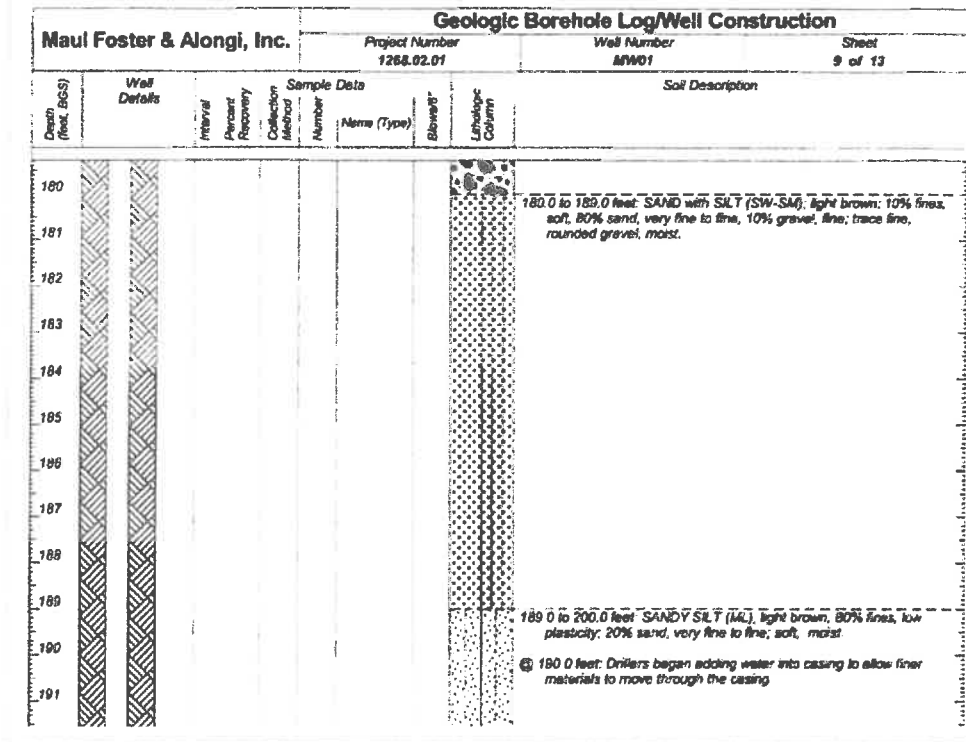 Maul Foster & Alongi, Inc.
Geologic Borehole Log/Well Construction
Project Number
1268.02.01
Well Number
MW01
Sheet
9 of 13
Depth
(feet, BGS)
Well
Details
Sample Data
Interval
Percent
Recovery
Collection
Method
Number
Name (Type)
Blows/6"
Lithologic
Column
Soil Description
180
180.0 to 189.0 feet: SAND with SILT (SW-SM); light brown; 10% fines,
soft, 80% sand, very fine to fine, 10% gravel, fine; trace fine,
rounded gravel, moist.
181
182
183
184
185
186
187
188
189
189.0 to 200.0 feet: SANDY SILT (ML), light brown, 80% fines, low
plasticity; 20% sand, very fine to fine; soft, moist
190
@ 190.0 feet: Drillers began adding water into casing to allow finer
materials to move through the casing
191